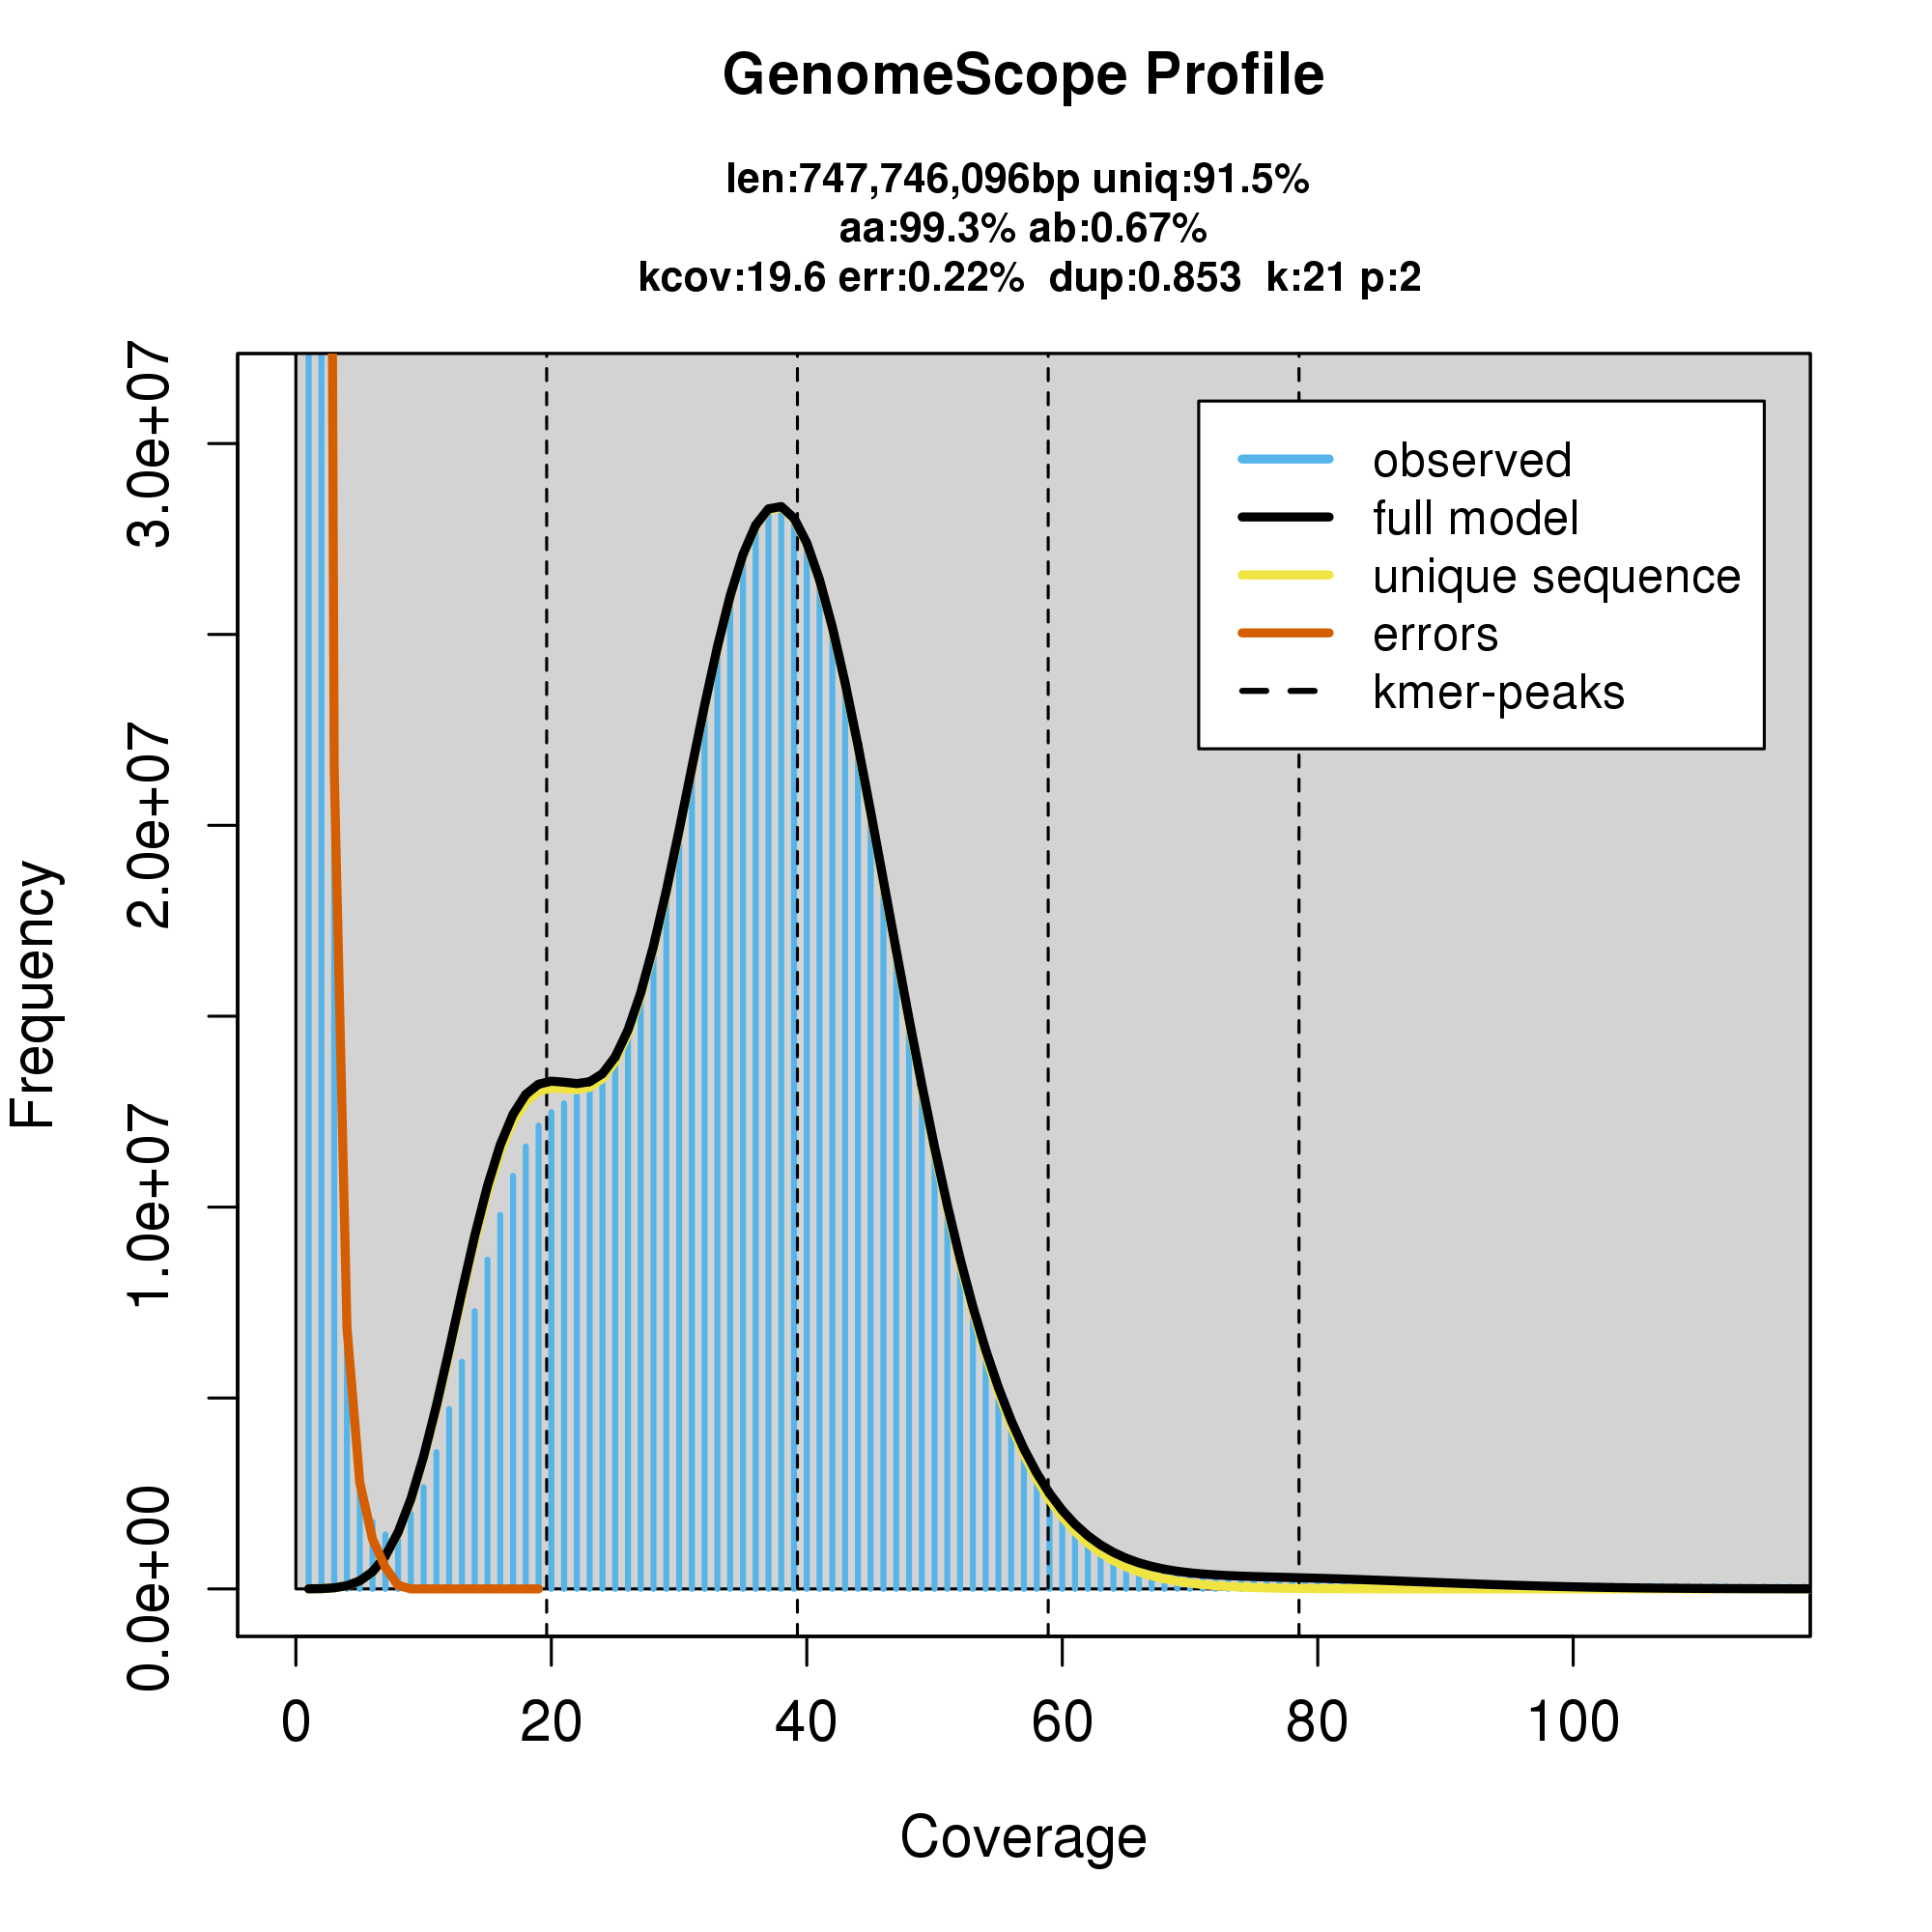 GenomeScope Profile
len:747,746,096bp uniq:91.5%
aa:99.3% ab:0.67%
kcov:19.6 err:0.22%  dup:0.853  k:21 p:2
observed
full model
unique sequence
errors
kmer-peaks
Frequency
3.0e+07
2.0e+07
1.0e+07
0.0e+00
0 20 40 60 80 100
Coverage